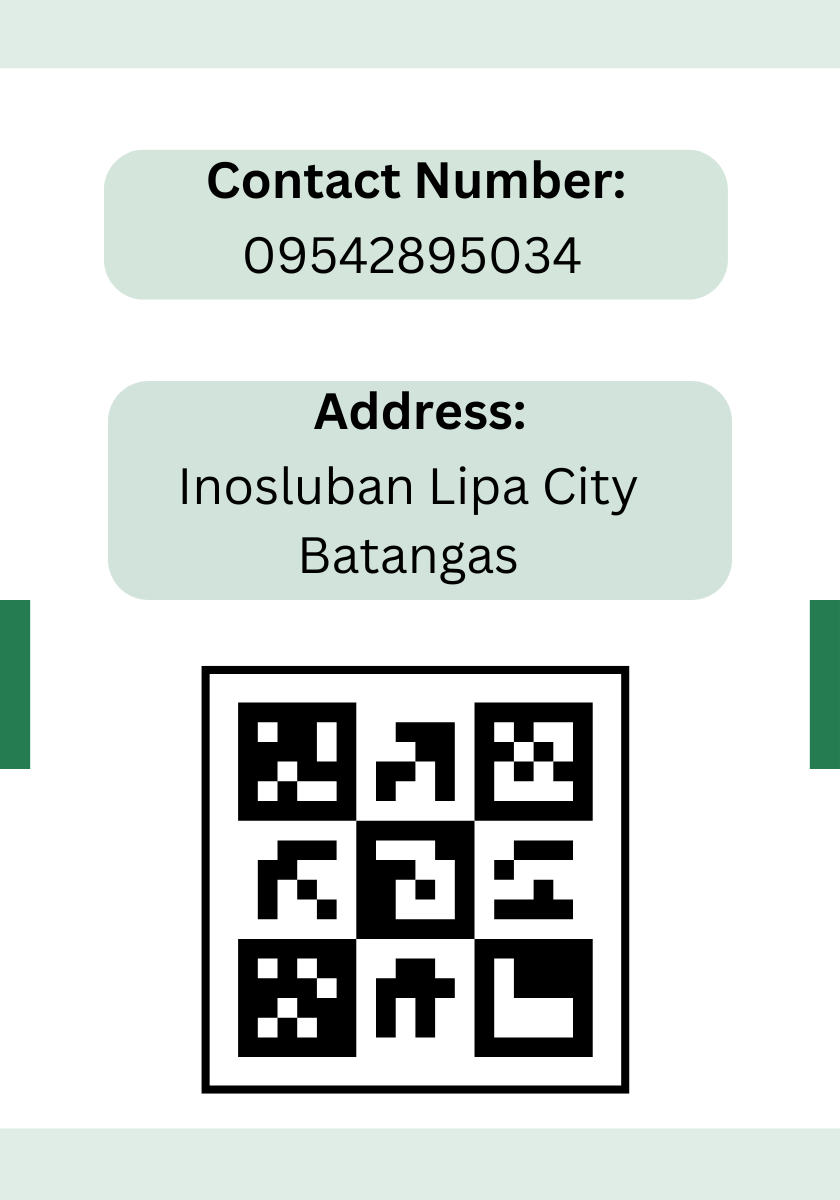 Contact Number:
09542895034
Address:
Inosluban Lipa City
Batangas